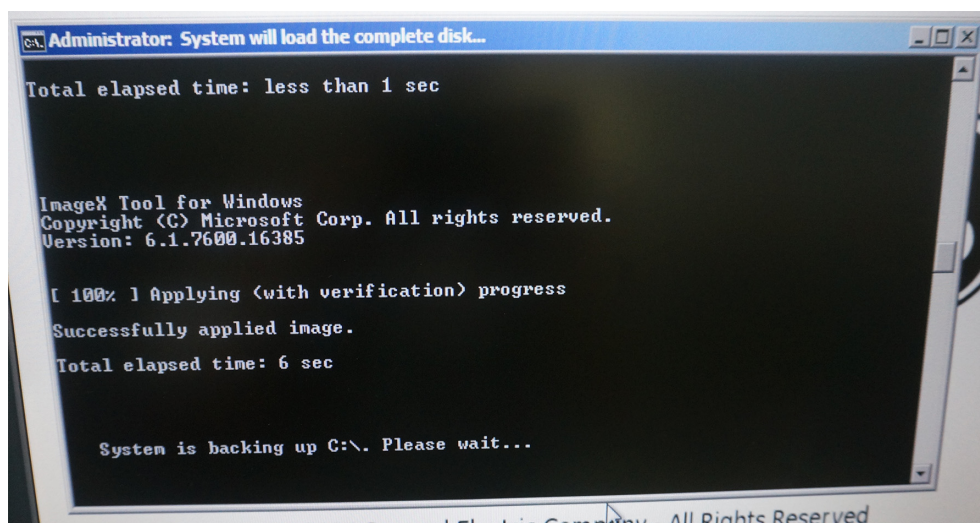 Administrator: System will load the complete disk...
Total elapsed time: less than 1 sec
ImageX Tool for Windows
Copyright (C) Microsoft Corp. All rights reserved.
Version: 6.1.7600.16385
[ 100% ] Applying (with verification) progress
Successfully applied image.
Total elapsed time: 6 sec
System is backing up C:\. Please wait...
Electric Company - All Rights Reserved